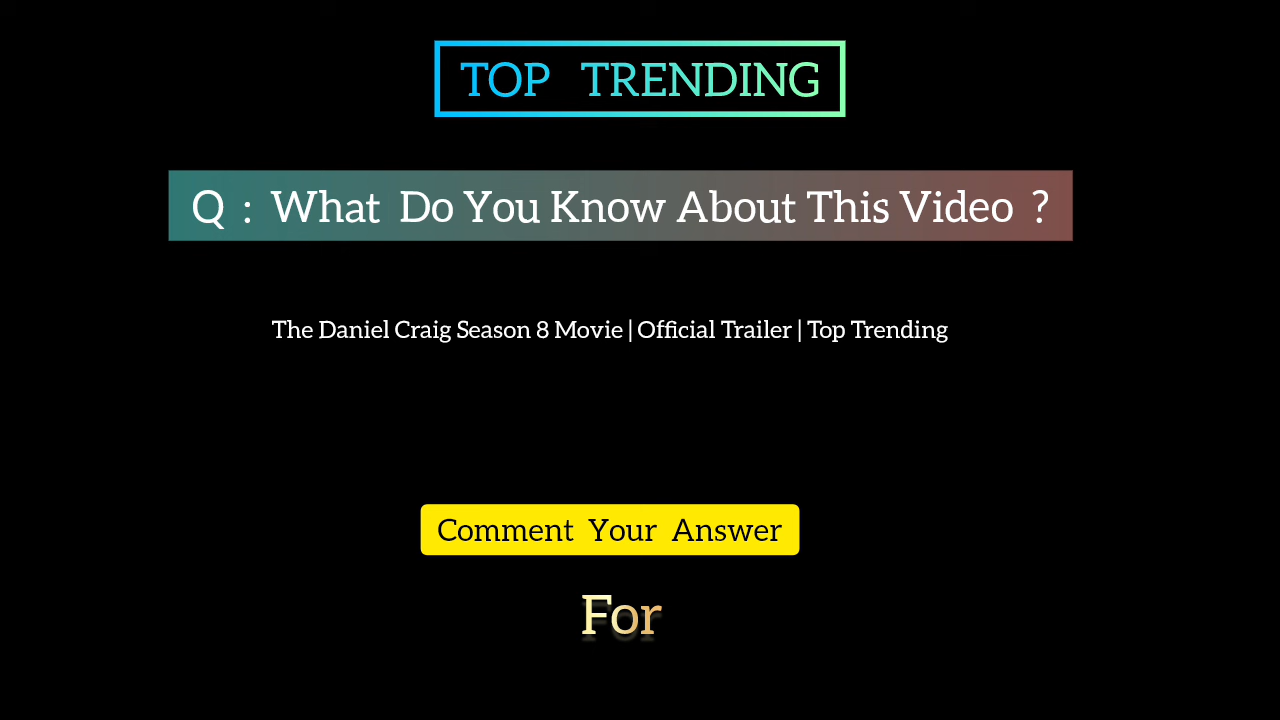 TOP TRENDING
Q : What Do You Know About This Video ?
The Daniel Craig Season 8 Movie | Official Trailer | Top Trending
Comment Your Answer
For